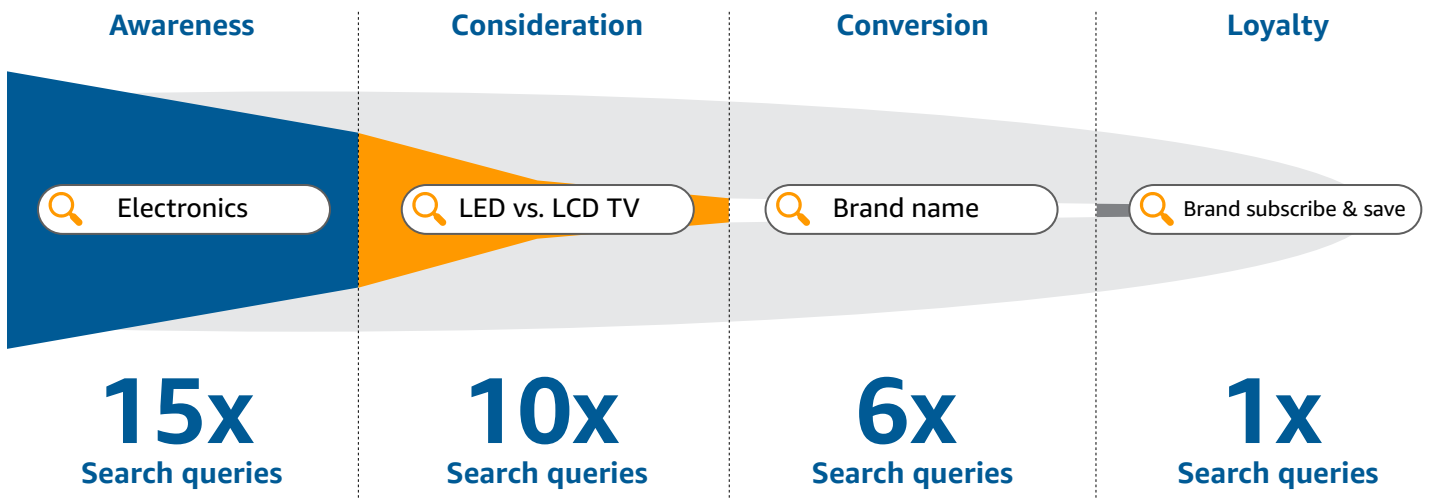 Awareness
Consideration
Conversion
Loyalty
Electronics
LED vs. LCD TV
Brand name
Brand subscribe & save
15x
Search queries
10x
Search queries
6x
Search queries
1x
Search queries